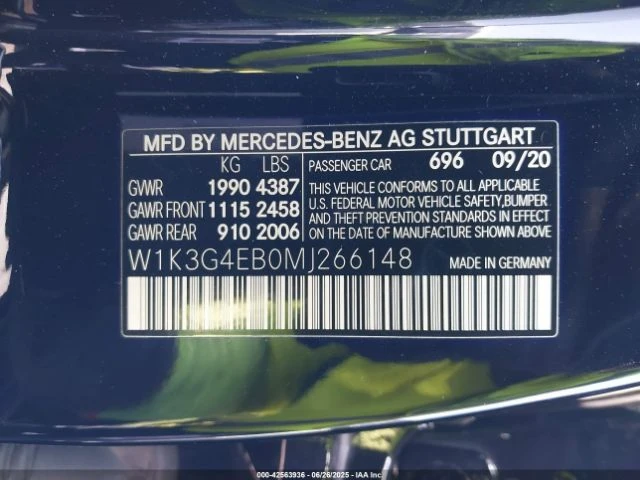 MFD BY MERCEDES-BENZ AG STUTTGART
KG LBS PASSENGER CAR 696 09/20
GVWR 1990 4387
GAWR FRONT 1115 2458
GAWR REAR 910 2006
THIS VEHICLE CONFORMS TO ALL APPLICABLE
U.S. FEDERAL MOTOR VEHICLE SAFETY,BUMPER
AND THEFT PREVENTION STANDARDS IN EFFECT
ON THE DATE OF MANUFACTURE SHOWN ABOVE.
W1K3G4EB0MJ266148 MADE IN GERMANY
000-42563936 - 06/26/2025 - IAA Inc.